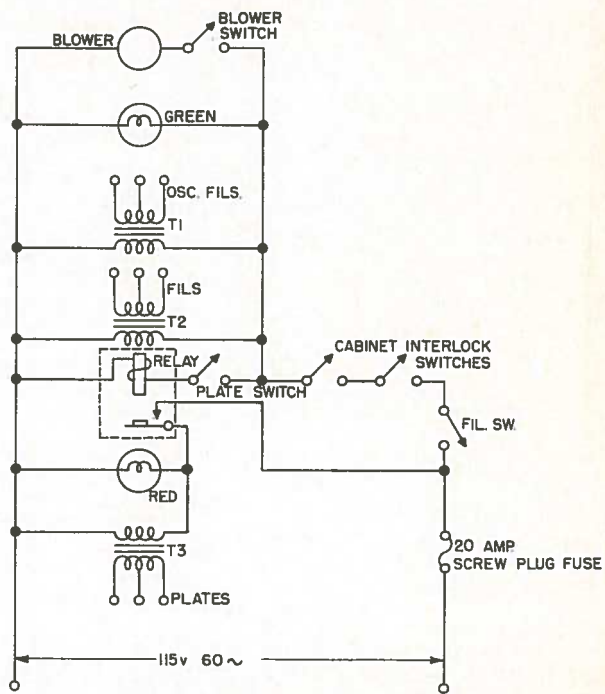 BLOWER
BLOWER
SWITCH
GREEN
OSC. FILS.
T1
FILS
T2
RELAY
PLATE SWITCH
CABINET INTERLOCK
SWITCHES
FIL. SW.
RED
T3
PLATES
20 AMP.
SCREW PLUG FUSE
115v 60~